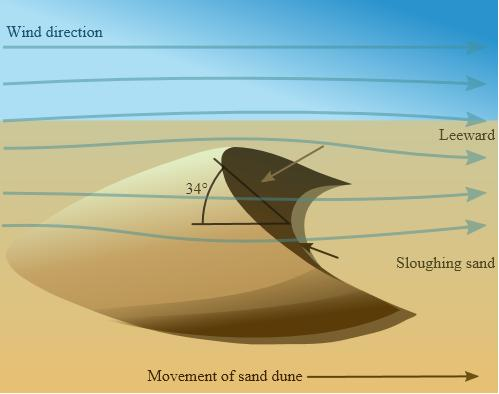 Wind direction
Leeward
34°
Sloughing sand
Movement of sand dune